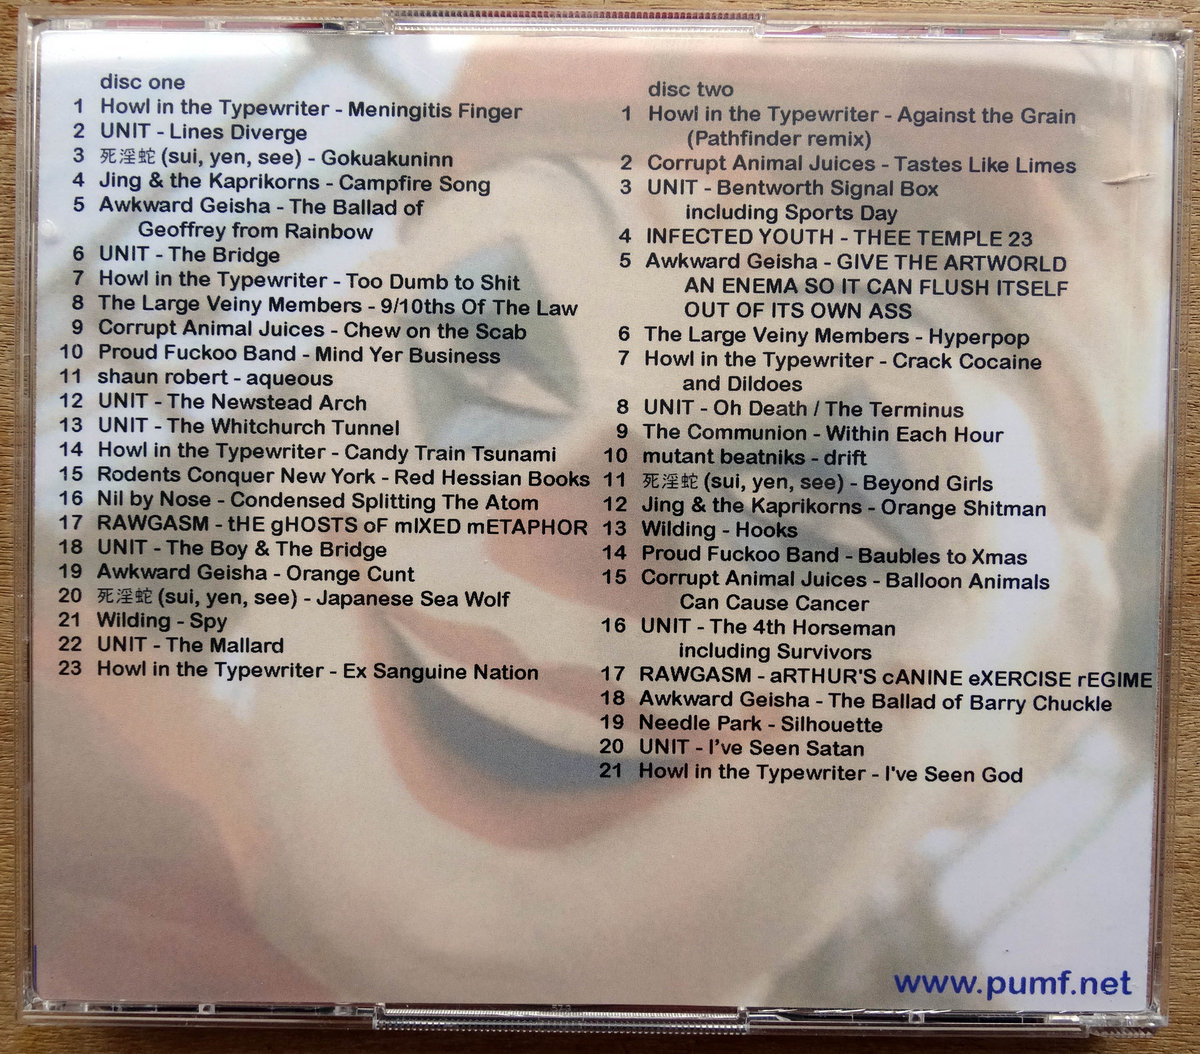 disc one
1 Howl in the Typewriter - Meningitis Finger
2 UNIT - Lines Diverge
3 死淫蛇 (sui, yen, see) - Gokuakuninn
4 Jing & the Kaprikorns - Campfire Song
5 Awkward Geisha - The Ballad of
Geoffrey from Rainbow
6 UNIT - The Bridge
7 Howl in the Typewriter - Too Dumb to Shit
8 The Large Veiny Members - 9/10ths Of The Law
9 Corrupt Animal Juices - Chew on the Scab
10 Proud Fuckoo Band - Mind Yer Business
11 shaun robert - aqueous
12 UNIT - The Newstead Arch
13 UNIT - The Whitchurch Tunnel
14 Howl in the Typewriter - Candy Train Tsunami
15 Rodents Conquer New York - Red Hessian Books
16 Nil by Nose - Condensed Splitting The Atom
17 RAWGASM - tHE gHOSTS oF mIXED mETAPHOR
18 UNIT - The Boy & The Bridge
19 Awkward Geisha - Orange Cunt
20 死淫蛇 (sui, yen, see) - Japanese Sea Wolf
21 Wilding - Spy
22 UNIT - The Mallard
23 Howl in the Typewriter - Ex Sanguine Nation
disc two
1 Howl in the Typewriter - Against the Grain
(Pathfinder remix)
2 Corrupt Animal Juices - Tastes Like Limes
3 UNIT - Bentworth Signal Box
including Sports Day
4 INFECTED YOUTH - THEE TEMPLE 23
5 Awkward Geisha - GIVE THE ARTWORLD
AN ENEMA SO IT CAN FLUSH ITSELF
OUT OF ITS OWN ASS
6 The Large Veiny Members - Hyperpop
7 Howl in the Typewriter - Crack Cocaine
and Dildoes
8 UNIT - Oh Death / The Terminus
9 The Communion - Within Each Hour
10 mutant beatniks - drift
11 死淫蛇 (sui, yen, see) - Beyond Girls
12 Jing & the Kaprikorns - Orange Shitman
13 Wilding - Hooks
14 Proud Fuckoo Band - Baubles to Xmas
15 Corrupt Animal Juices - Balloon Animals
Can Cause Cancer
16 UNIT - The 4th Horseman
including Survivors
17 RAWGASM - aRTHUR'S cANINE eXERCISE rEGIME
18 Awkward Geisha - The Ballad of Barry Chuckle
19 Needle Park - Silhouette
20 UNIT - I’ve Seen Satan
21 Howl in the Typewriter - I've Seen God
www.pumf.net